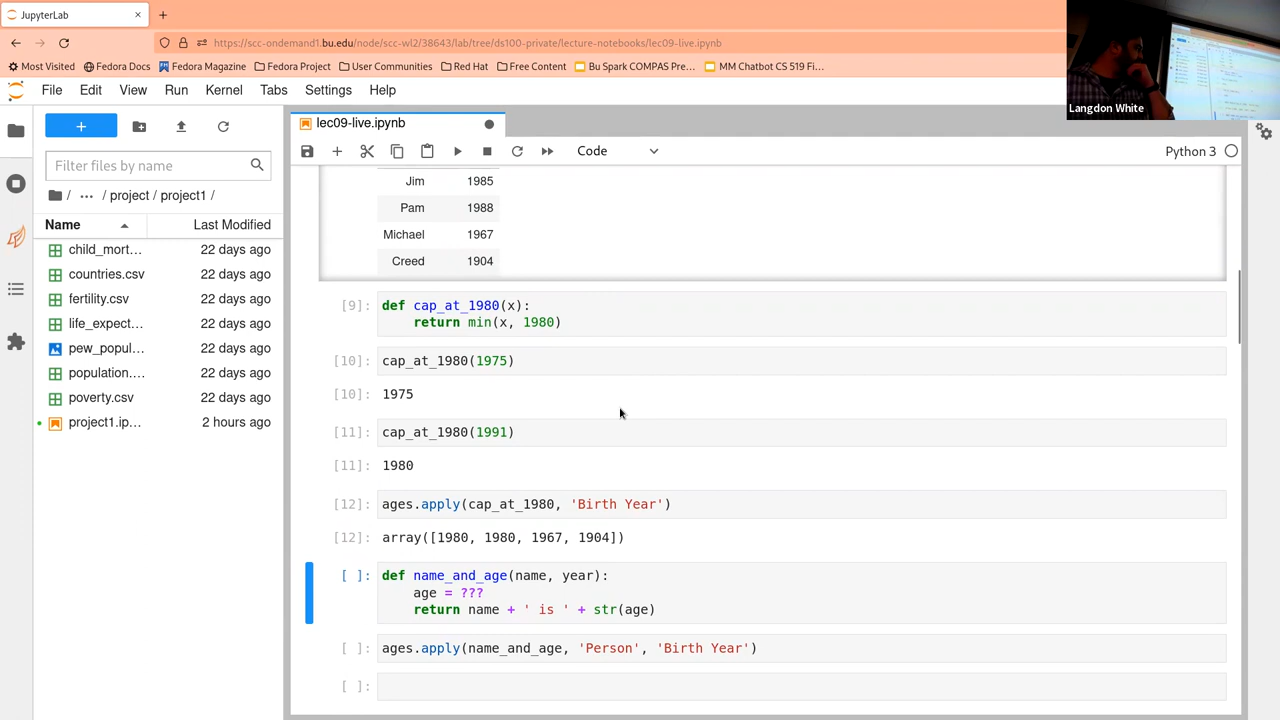 JupyterLab
https://scc-ondemand1.bu.edu/node/scc-wl2/38643/lab/tree/ds100-private/lecture-notebooks/lec09-live.ipynb
Most Visited Fedora Docs Fedora Magazine Fedora Project User Communities Red Hat Free Content Bu Spark COMPAS Pre… MM Chatbot CS 519 Fi…
Langdon White
File Edit View Run Kernel Tabs Settings Help
lec09-live.ipynb
Code
Python 3
Filter files by name
/ ... / project / project1 /
Name Last Modified
child_mort… 22 days ago
countries.csv 22 days ago
fertility.csv 22 days ago
life_expect… 22 days ago
pew_popul… 22 days ago
population.… 22 days ago
poverty.csv 22 days ago
project1.ip… 2 hours ago
Jim 1985
Pam 1988
Michael 1967
Creed 1904
[9]: def cap_at_1980(x):
return min(x, 1980)
[10]: cap_at_1980(1975)
[10]: 1975
[11]: cap_at_1980(1991)
[11]: 1980
[12]: ages.apply(cap_at_1980, 'Birth Year')
[12]: array([1980, 1980, 1967, 1904])
[ ]: def name_and_age(name, year):
age = ???
return name + ' is ' + str(age)
[ ]: ages.apply(name_and_age, 'Person', 'Birth Year')
[ ]: